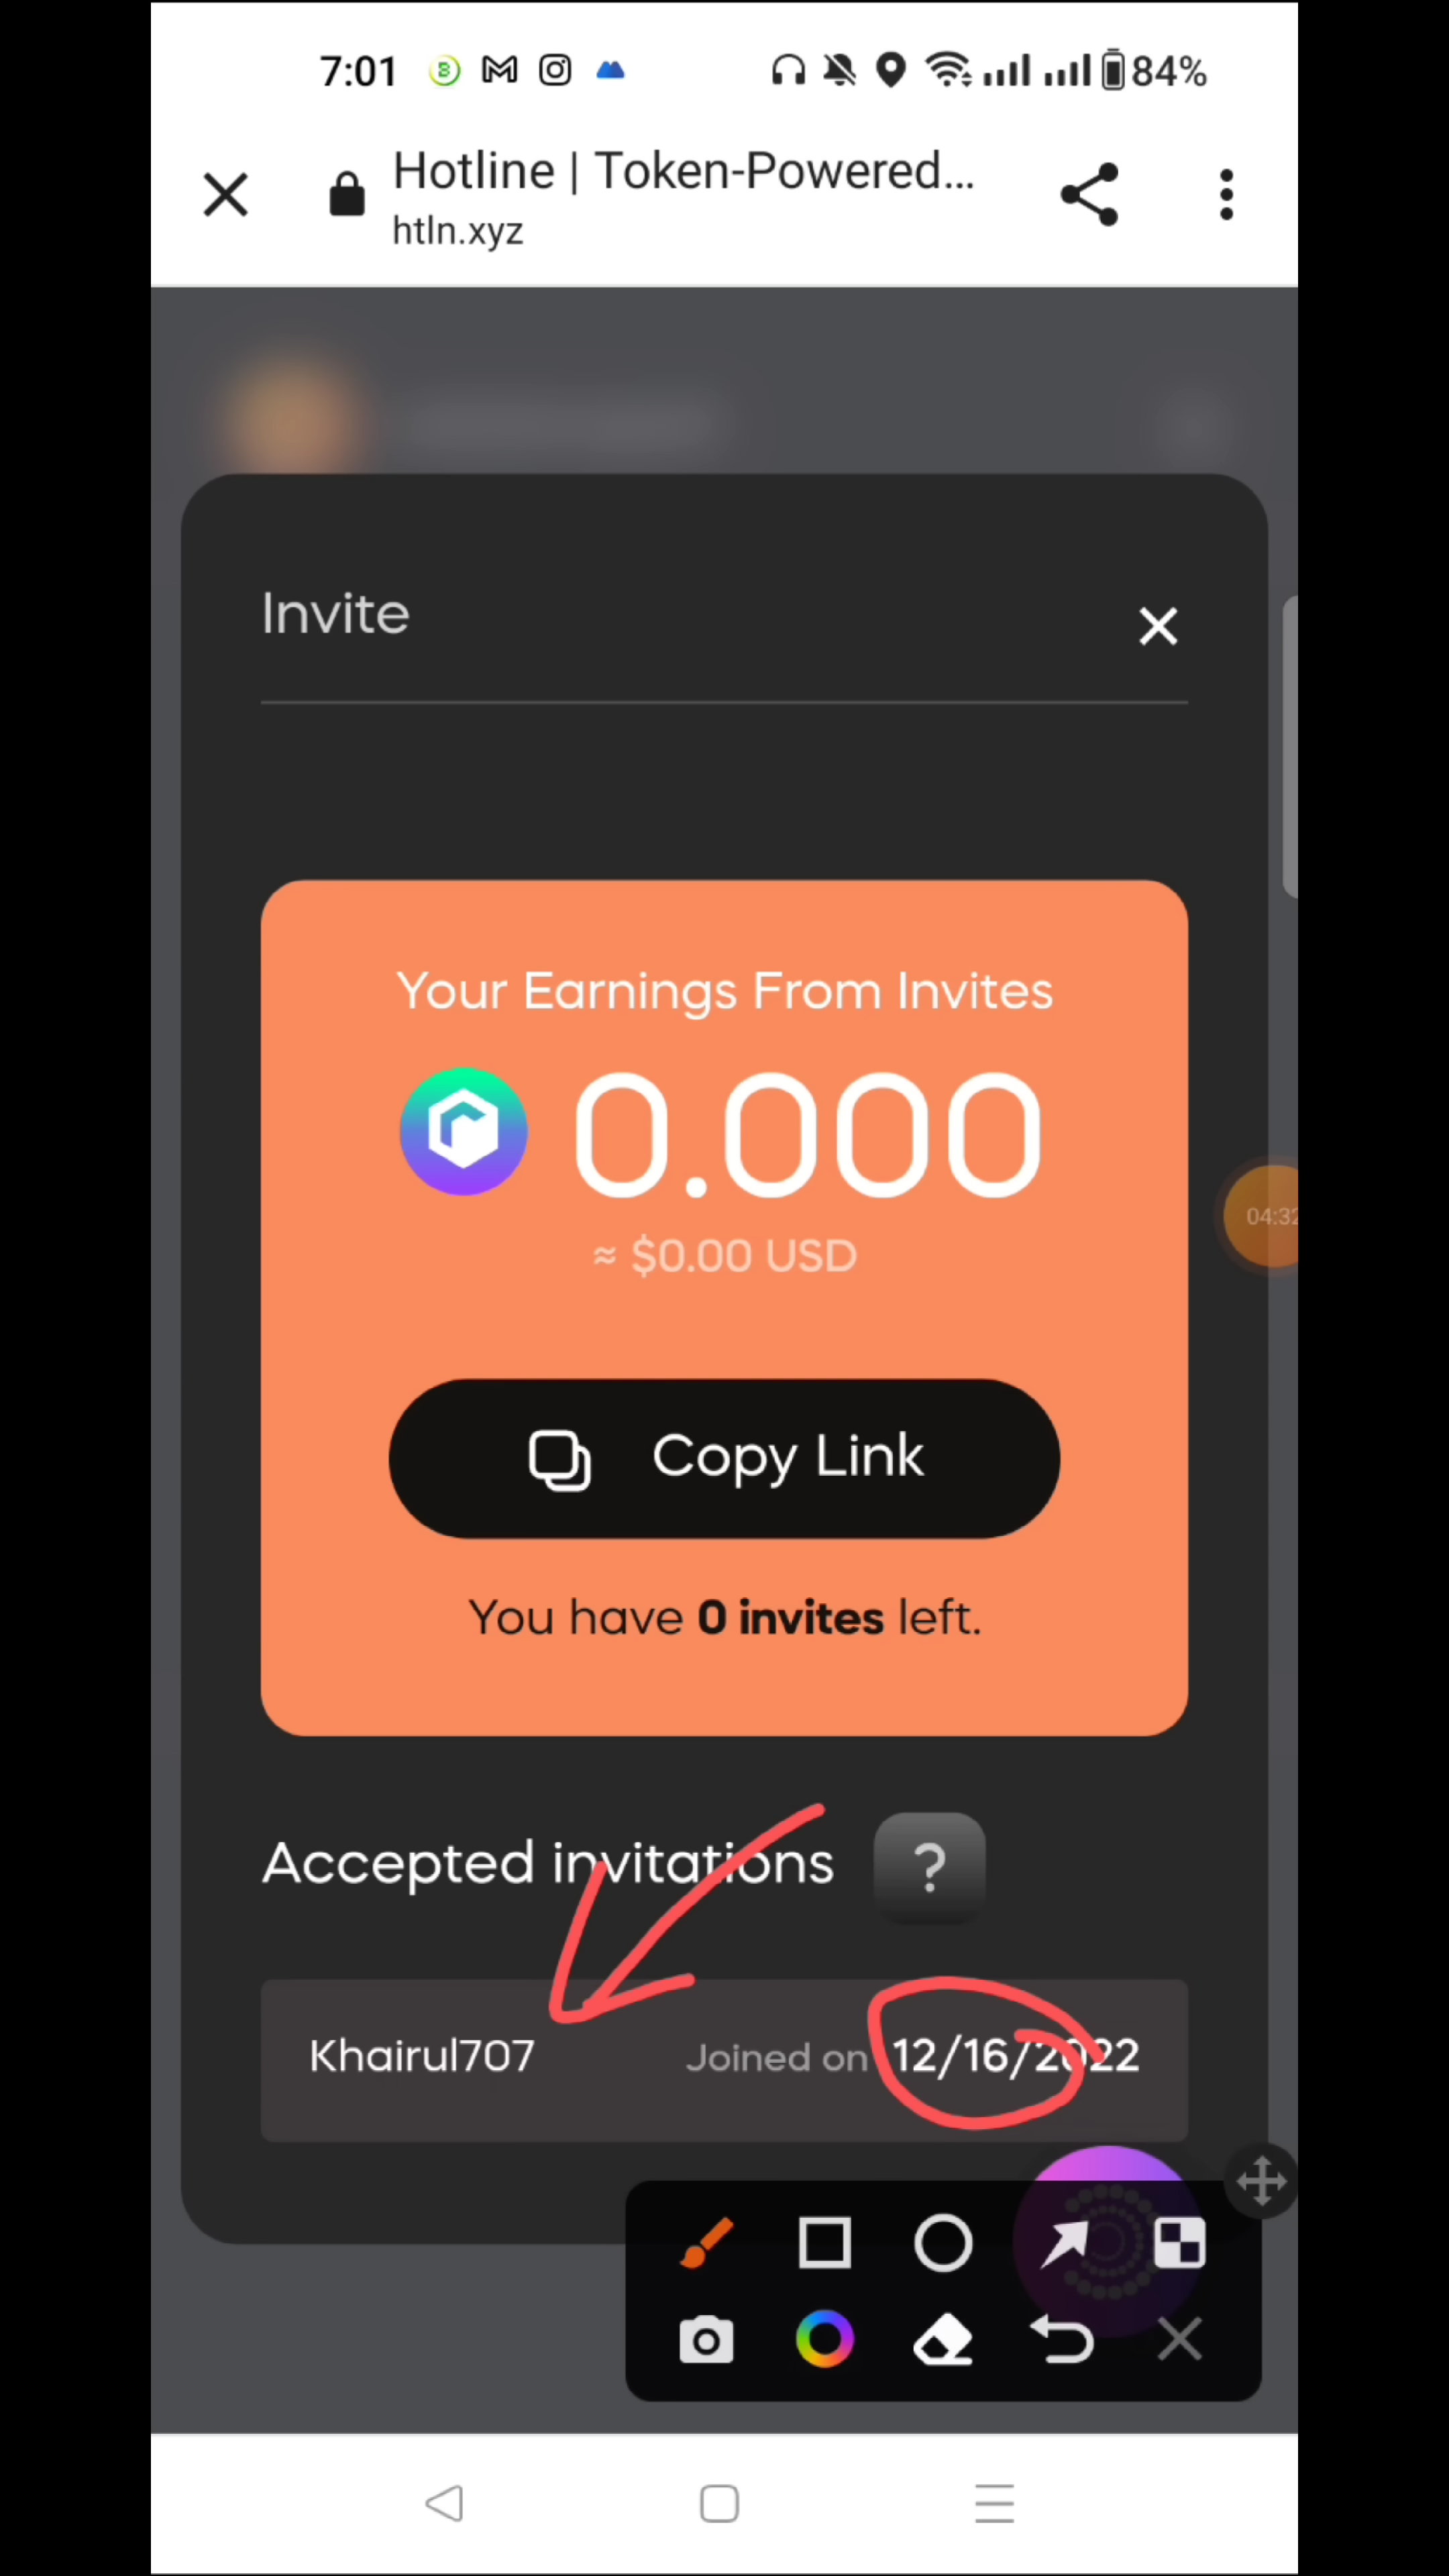 7:01 84%
Hotline | Token-Powered...
htln.xyz
Invite
Your Earnings From Invites
0.000
≈ $0.00 USD
04:32
Copy Link
You have 0 invites left.
Accepted invitations ?
Khairul707 Joined on 12/16/2022